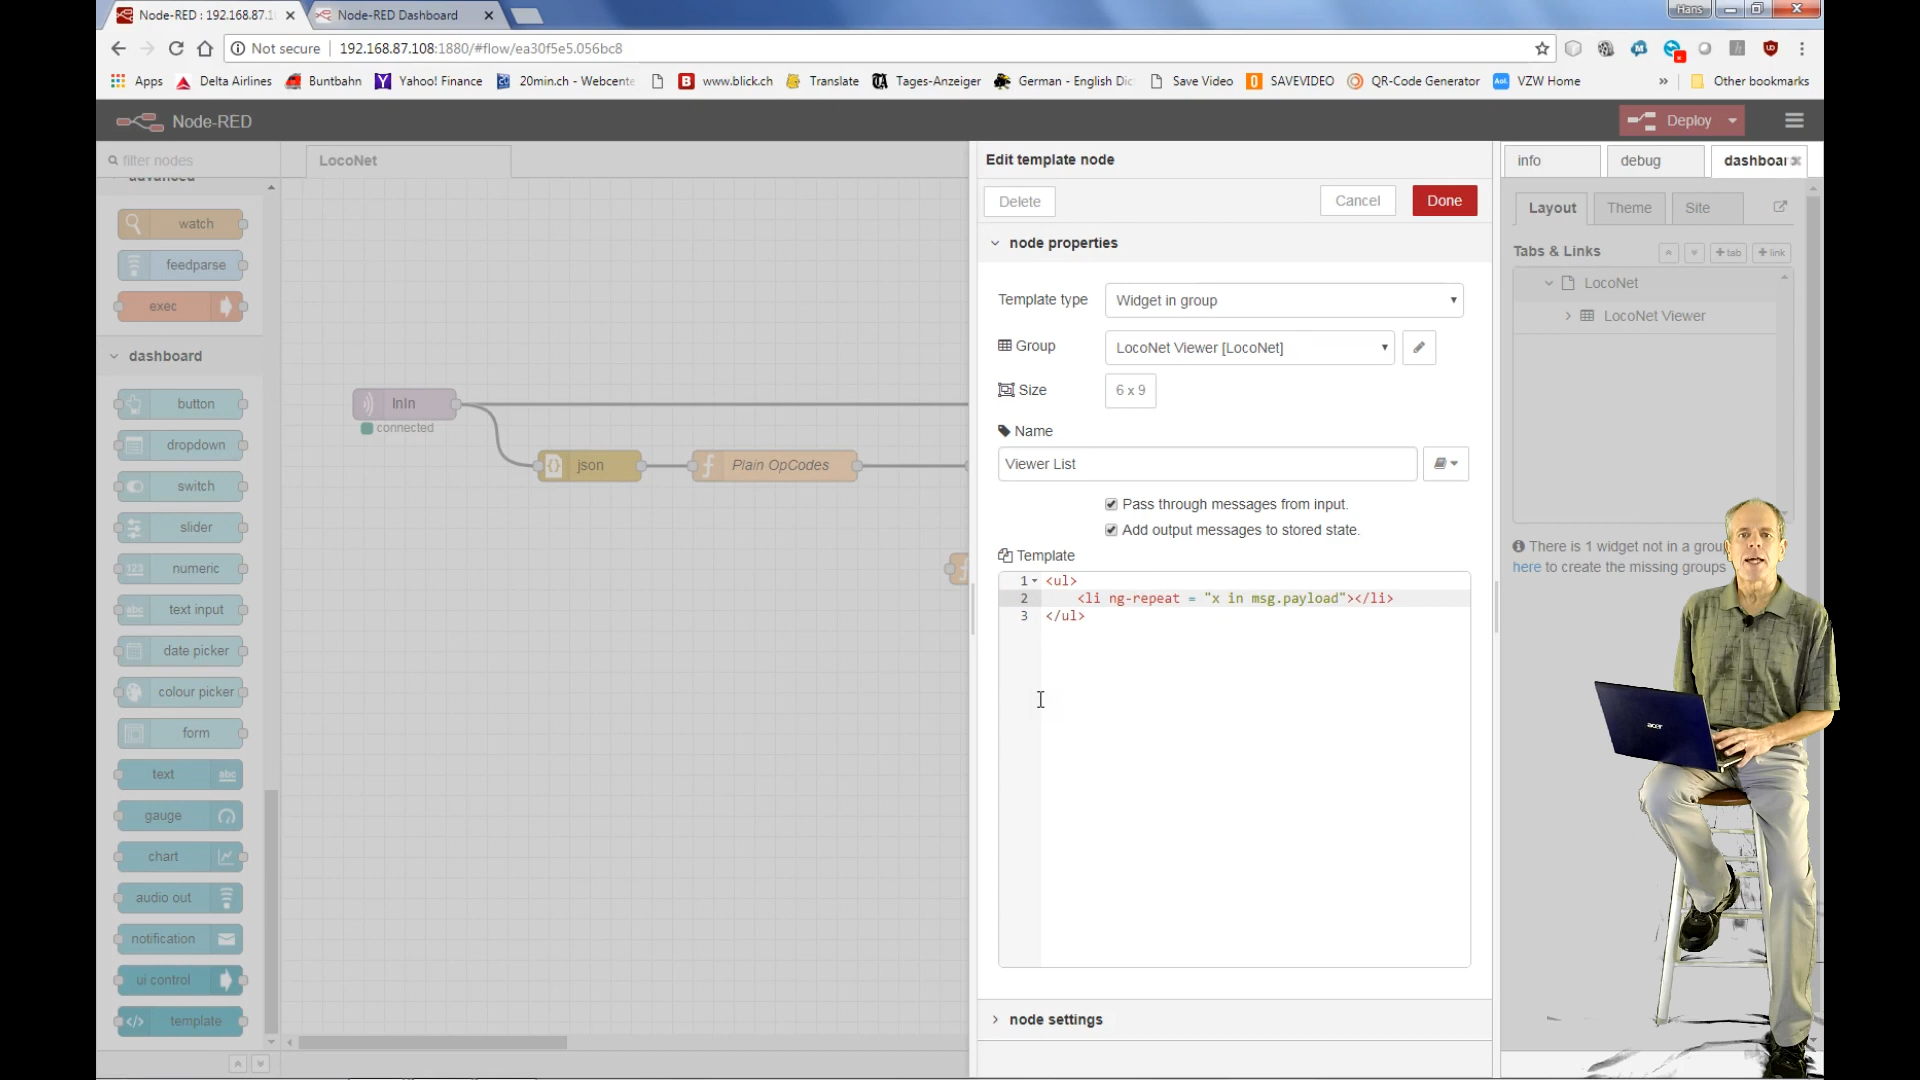 Node-RED : 192.168.87.1
Node-RED Dashboard
Hans
Not secure
192.168.87.108:1880/#flow/ea30f5e5.056bc8
Apps
Delta Airlines
Buntbahn
Yahoo! Finance
20min.ch - Webcente
www.blick.ch
Translate
Tages-Anzeiger
German - English Dic
Save Video
SAVEVIDEO
QR-Code Generator
VZW Home
»
Other bookmarks
Node-RED
Deploy
filter nodes
advanced
watch
feedparse
exec
dashboard
button
dropdown
switch
slider
123 numeric
abc text input
date picker
colour picker
form
text abc
gauge
chart
audio out
notification
ui control
</> template
LocoNet
lnIn
connected
json
Plain OpCodes
Edit template node
Delete
Cancel
Done
node properties
Template type
Widget in group
Group
LocoNet Viewer [LocoNet]
Size
6 x 9
Name
Viewer List
Pass through messages from input.
Add output messages to stored state.
Template
1 <ul>
2 <li ng-repeat = "x in msg.payload"></li>
3 </ul>
node settings
info
debug
dashboar
Layout
Theme
Site
Tabs & Links
+tab
+link
LocoNet
LocoNet Viewer
There is 1 widget not in a grou
here to create the missing groups
acer